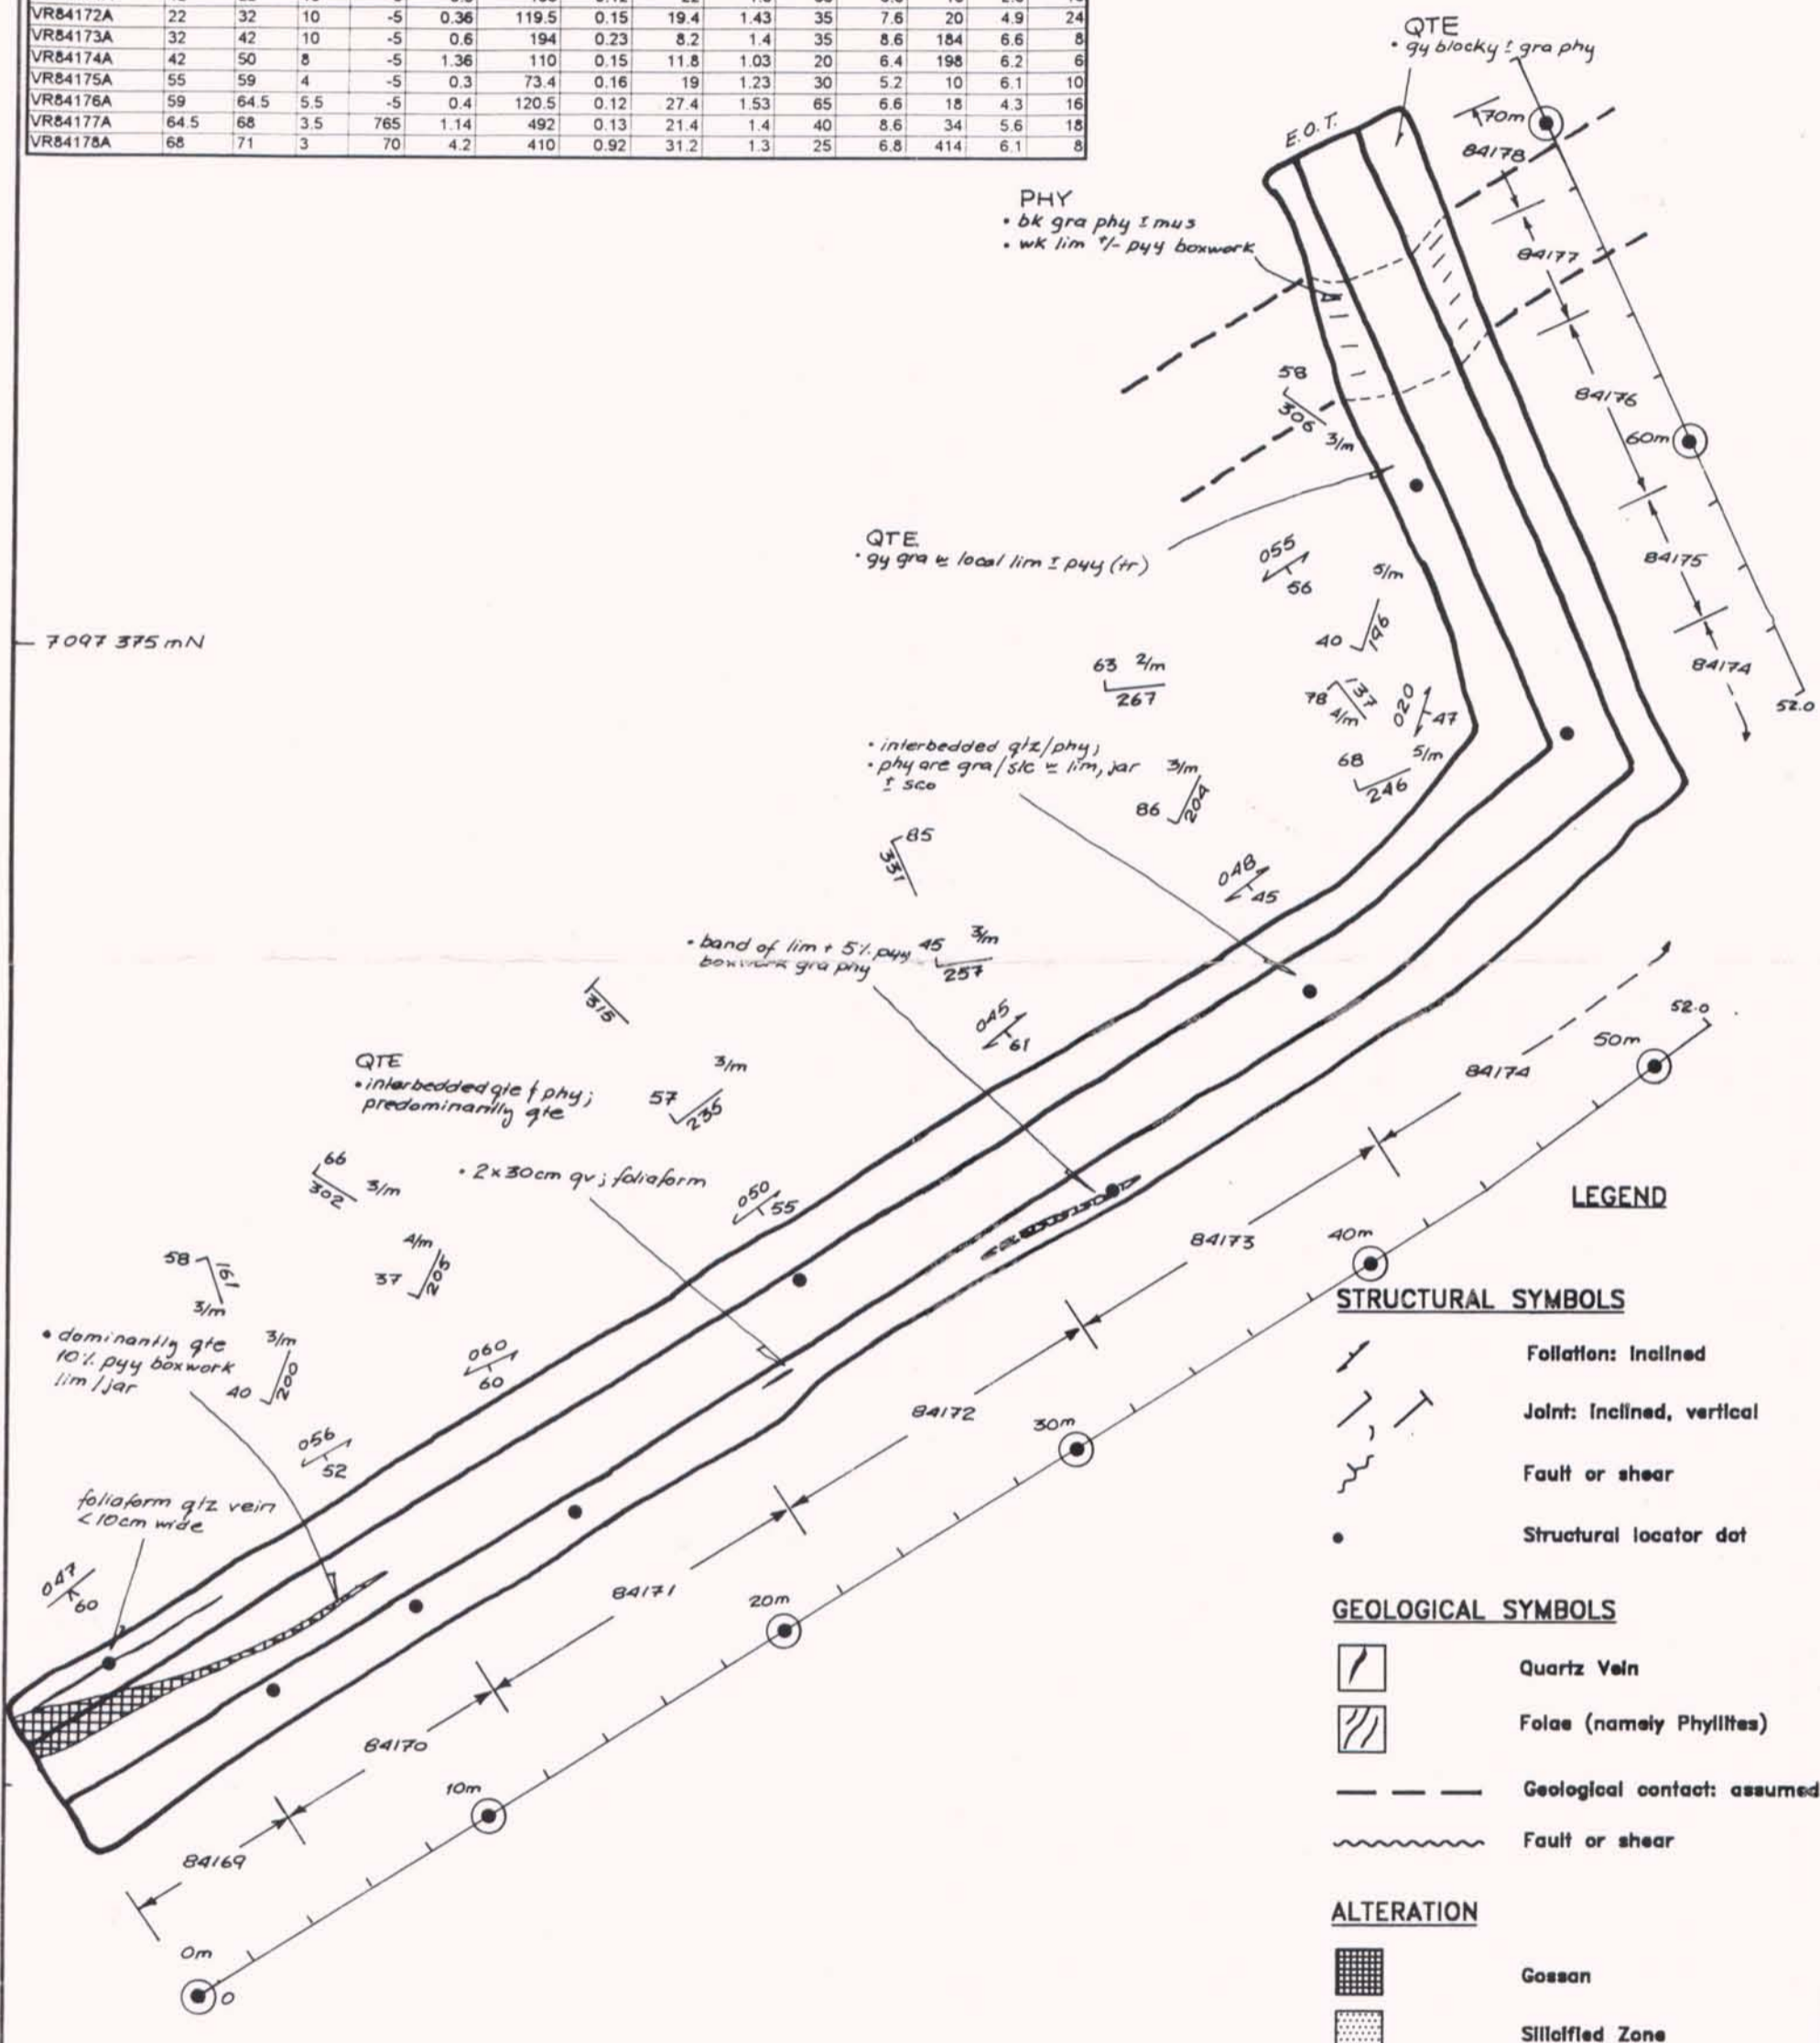 VR84172A 22 32 10 -5 0.36 119.5 0.15 19.4 1.43 35 7.6 20 4.9 24
VR84173A 32 42 10 -5 0.6 194 0.23 8.2 1.4 35 8.6 184 6.6 8
VR84174A 42 50 8 -5 1.36 110 0.15 11.8 1.03 20 6.4 198 6.2 6
VR84175A 55 59 4 -5 0.3 73.4 0.16 19 1.23 30 5.2 10 6.1 10
VR84176A 59 64.5 5.5 -5 0.4 120.5 0.12 27.4 1.53 65 6.6 18 4.3 16
VR84177A 64.5 68 3.5 765 1.14 492 0.13 21.4 1.4 40 8.6 34 5.6 18
VR84178A 68 71 3 70 4.2 410 0.92 31.2 1.3 25 6.8 414 6.1 8
QTE
• gy blocky ± gra phy
E.O.T.
70m
84178
PHY
• bk gra phy ± mus
• wk lim +/- pyy boxwork
84177
58
306
3/m
84176
60m
QTE
• gy gra w local lim ± pyy (tr)
055
56
5/m
84175
40
146
7097 375 mN
63 2/m
267
78
137
4/m
020
47
84174
52.0
• interbedded qtz/phy;
• phy are gra/slc w lim, jar
± sco
3/m
86
204
68
5/m
246
85
331
048
45
• band of lim + 5% pyy
boxwork gra phy
45
3/m
257
315
045
61
52.0
50m
84174
QTE
• interbedded qte / phy;
predominantly qte
3/m
57
235
66
302
3/m
• 2x30cm qv; foliaform
050
55
LEGEND
84173
40m
58
161
3/m
4/m
37
205
STRUCTURAL SYMBOLS
• dominantly qte
10% pyy boxwork
lim/jar
3/m
40
200
060
60
Foliation: Inclined
84172
30m
Joint: Inclined, vertical
056
52
Fault or shear
foliaform qtz vein
<10cm wide
Structural locator dot
047
60
84171
20m
GEOLOGICAL SYMBOLS
Quartz Vein
Folae (namely Phyllites)
84170
10m
Geological contact: assumed
Fault or shear
84169
ALTERATION
0m
0
Gossan
Silicified Zone